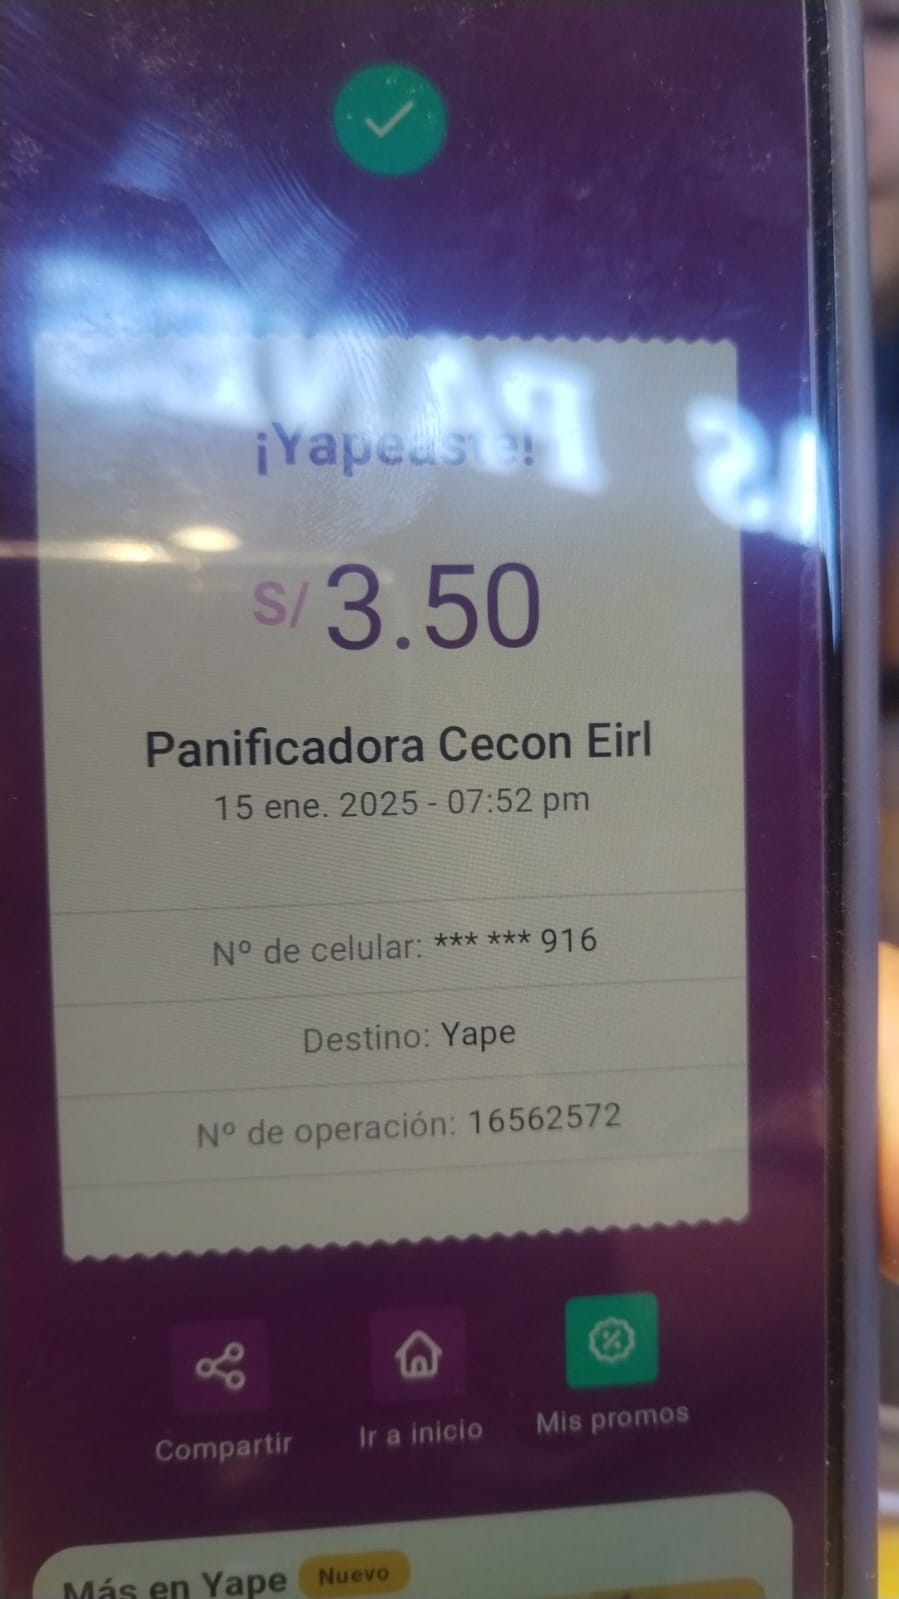 ¡Yapeaste!
S/ 3.50
Panificadora Cecon Eirl
15 ene. 2025 - 07:52 pm
Nº de celular: *** *** 916
Destino: Yape
Nº de operación: 16562572
Compartir
Ir a inicio
Mis promos
Más en Yape
Nuevo